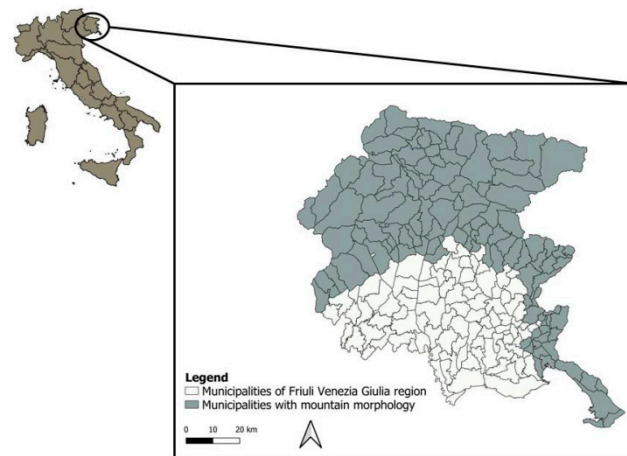 Legend
Municipalities of Friuli Venezia Giulia region
Municipalities with mountain morphology
0 10 20 km